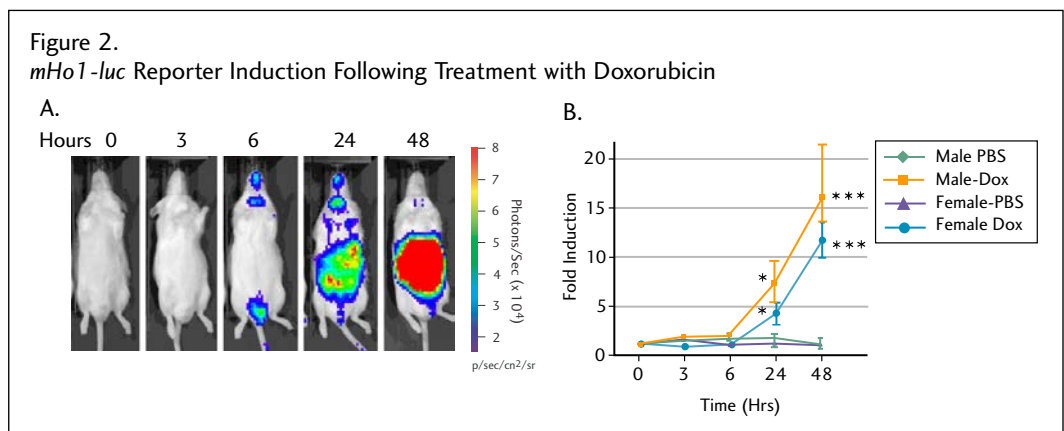 Figure 2.
mHo1-luc Reporter Induction Following Treatment with Doxorubicin
A.
Hours 0 3 6 24 48
8
7
6
5
4
3
2
Photons/Sec (x 10⁴)
p/sec/cn2/sr
B.
20
15
10
5
0
Fold Induction
*
*
***
***
0 3 6 24 48
Time (Hrs)
Male PBS
Male-Dox
Female-PBS
Female Dox